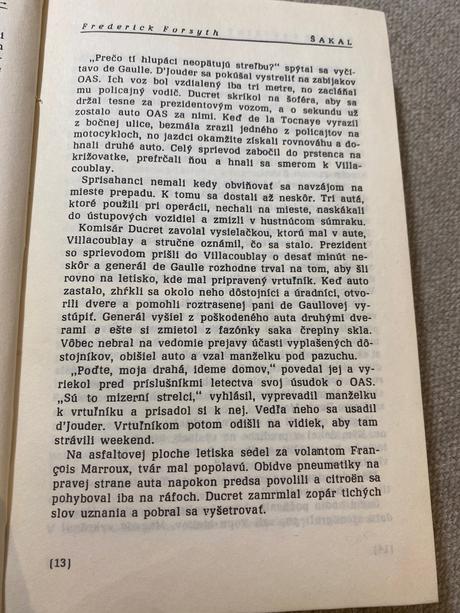 Frederick Forsyth ŠAKAL
„Prečo tí hlupáci neopätujú streľbu?“ spýtal sa vyčí-
tavo de Gaulle. D'Jouder sa pokúšal vystreliť na zabijakov
OAS. Ich voz bol vzdialený iba tri metre, no zacláňal
mu policajný vodič. Ducret skríkol na šoféra, aby sa
držal tesne za prezidentovým vozom, a o sekundu už
zostalo auto OAS za nimi. Keď de la Tocnaye vyrazil
z bočnej ulice, bezmála zrazil jedného z policajtov na
motocykloch, no jazdci okamžite získali rovnováhu a do-
hnali druhé auto. Celý sprievod zabočil do prstenca na
križovatke, prefrčali ňou a hnali sa smerom k Villa-
coublay.
Sprisahanci nemali kedy obviňovať sa navzájom na
mieste prepadu. K tomu sa dostali až neskôr. Tri autá,
ktoré použili pri operácii, nechali na mieste, naskákali
do ústupových vozidiel a zmizli v hustnúcom súmraku.
Komisár Ducret zavolal vysielačkou, ktorú mal v aute,
Villacoublay a stručne oznámil, čo sa stalo. Prezident
so sprievodom prišli do Villacoublay o desať minút ne-
skôr a generál de Gaulle rozhodne trval na tom, aby šli
rovno na letisko, kde mal pripravený vrtuľník. Keď auto
zastalo, zhŕkli sa okolo neho dôstojníci a úradníci, otvo-
rili dvere a pomohli roztrasenej pani de Gaullovej vy-
stúpiť. Generál vyšiel z poškodeného auta druhými dver-
ami a ešte si zmietol z fazónky saka črepiny skla.
Vôbec nebral na vedomie prejavy účasti vyplašených dô-
stojníkov, obišiel auto a vzal manželku pod pazuchu.
„Poďte, moja drahá, ideme domov,“ povedal jej a vy-
riekol pred príslušníkmi letectva svoj úsudok o OAS.
„Sú to mizerní strelci,“ vyhlásil, vyprevadil manželku
k vrtuľníku a prisadol si k nej. Vedľa neho sa usadil
d'Jouder. Vrtuľníkom potom odišli na vidiek, aby tam
strávili weekend.
Na asfaltovej ploche letiska sedel za volantom Fran-
çois Marroux, tvár mal popolavú. Obidve pneumatiky na
pravej strane auta napokon predsa povolili a citroën sa
pohyboval iba na ráfoch. Ducret zamrmlal zopár tichých
slov uznania a pobral sa vyšetrovať.
(13)